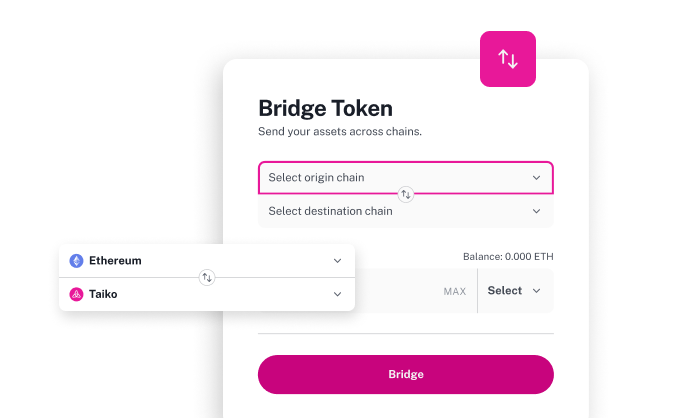 Bridge Token
Send your assets across chains.
Select origin chain
Select destination chain
Balance: 0.000 ETH
Ethereum
Taiko
MAX
Select
Bridge